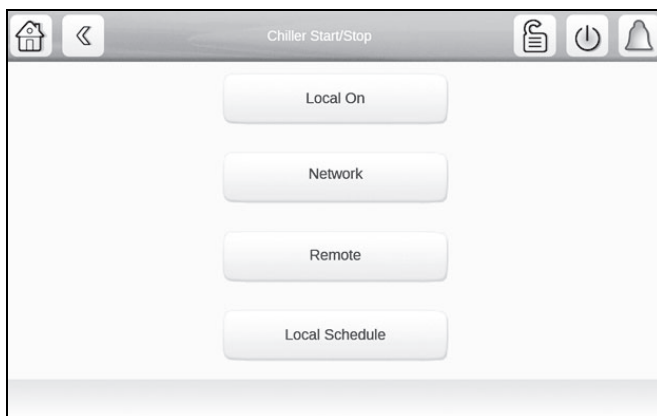 Chiller Start/Stop
Local On
Network
Remote
Local Schedule